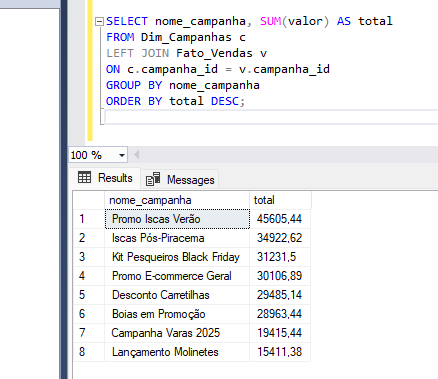 SELECT nome_campanha, SUM(valor) AS total
FROM Dim_Campanhas c
LEFT JOIN Fato_Vendas v
ON c.campanha_id = v.campanha_id
GROUP BY nome_campanha
ORDER BY total DESC;
100 %
Results Messages
nome_campanha total
1 Promo Iscas Verão 45605,44
2 Iscas Pós-Piracema 34922,62
3 Kit Pesqueiros Black Friday 31231,5
4 Promo E-commerce Geral 30106,89
5 Desconto Carretilhas 29485,14
6 Boias em Promoção 28963,44
7 Campanha Varas 2025 19415,44
8 Lançamento Molinetes 15411,38